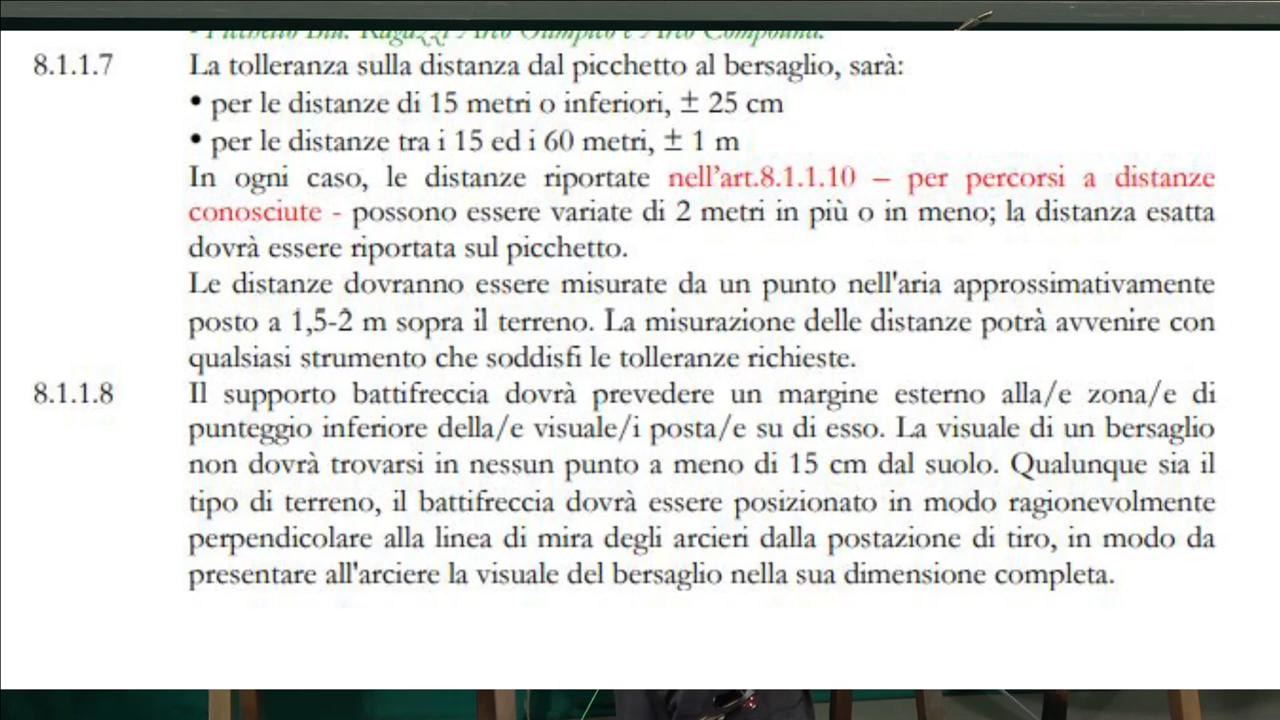 - Picchetto Blu. Ragazzi Arco Olimpico e Arco Compound.
8.1.1.7 La tolleranza sulla distanza dal picchetto al bersaglio, sarà:
• per le distanze di 15 metri o inferiori, ± 25 cm
• per le distanze tra i 15 ed i 60 metri, ± 1 m
In ogni caso, le distanze riportate nell'art.8.1.1.10 – per percorsi a distanze
conosciute - possono essere variate di 2 metri in più o in meno; la distanza esatta
dovrà essere riportata sul picchetto.
Le distanze dovranno essere misurate da un punto nell'aria approssimativamente
posto a 1,5-2 m sopra il terreno. La misurazione delle distanze potrà avvenire con
qualsiasi strumento che soddisfi le tolleranze richieste.
8.1.1.8 Il supporto battifreccia dovrà prevedere un margine esterno alla/e zona/e di
punteggio inferiore della/e visuale/i posta/e su di esso. La visuale di un bersaglio
non dovrà trovarsi in nessun punto a meno di 15 cm dal suolo. Qualunque sia il
tipo di terreno, il battifreccia dovrà essere posizionato in modo ragionevolmente
perpendicolare alla linea di mira degli arcieri dalla postazione di tiro, in modo da
presentare all'arciere la visuale del bersaglio nella sua dimensione completa.